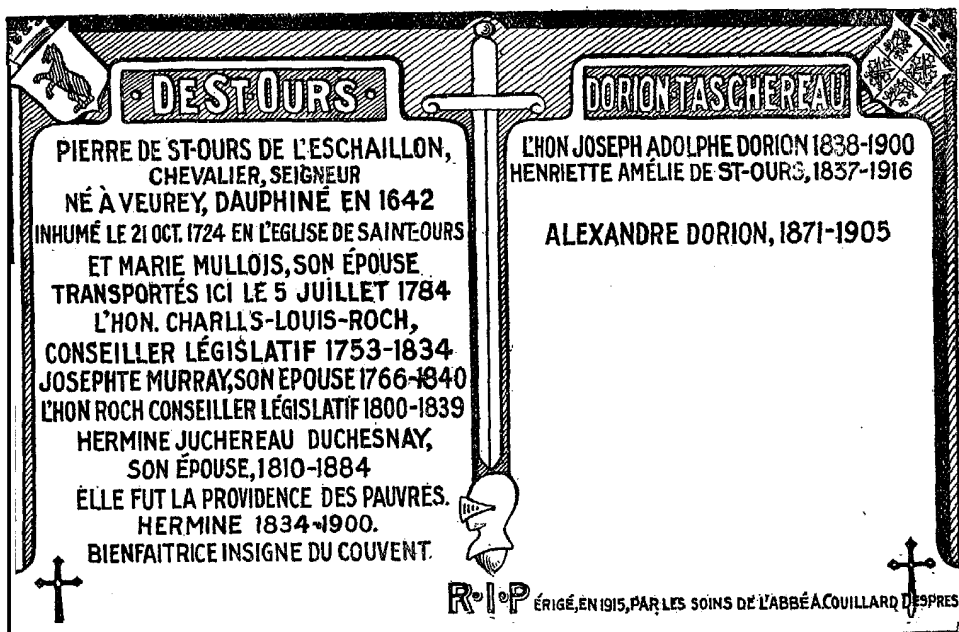 DE ST OURS
PIERRE DE ST-OURS DE L'ESCHAILLON,
CHEVALIER, SEIGNEUR
NÉ À VEUREY, DAUPHINÉ EN 1642
INHUMÉ LE 21 OCT. 1724 EN L'EGLISE DE SAINT-OURS
ET MARIE MULLOIS, SON ÉPOUSE
TRANSPORTÉS ICI LE 5 JUILLET 1784
L'HON. CHARLLS-LOUIS-ROCH,
CONSEILLER LÉGISLATIF 1753-1834
JOSEPHTE MURRAY, SON EPOUSE 1766-1840
L'HON ROCH CONSEILLER LÉGISLATIF 1800-1839
HERMINE JUCHEREAU DUCHESNAY,
SON ÉPOUSE, 1810-1884
ELLE FUT LA PROVIDENCE DES PAUVRES.
HERMINE 1834-1900.
BIENFAITRICE INSIGNE DU COUVENT.
DORION TASCHEREAU
L'HON JOSEPH ADOLPHE DORION 1838-1900
HENRIETTE AMÉLIE DE ST-OURS, 1837-1916
ALEXANDRE DORION, 1871-1905
R·I·P ÉRIGÉ, EN 1915, PAR LES SOINS DE L'ABBÉ A. COUILLARD DESPRES